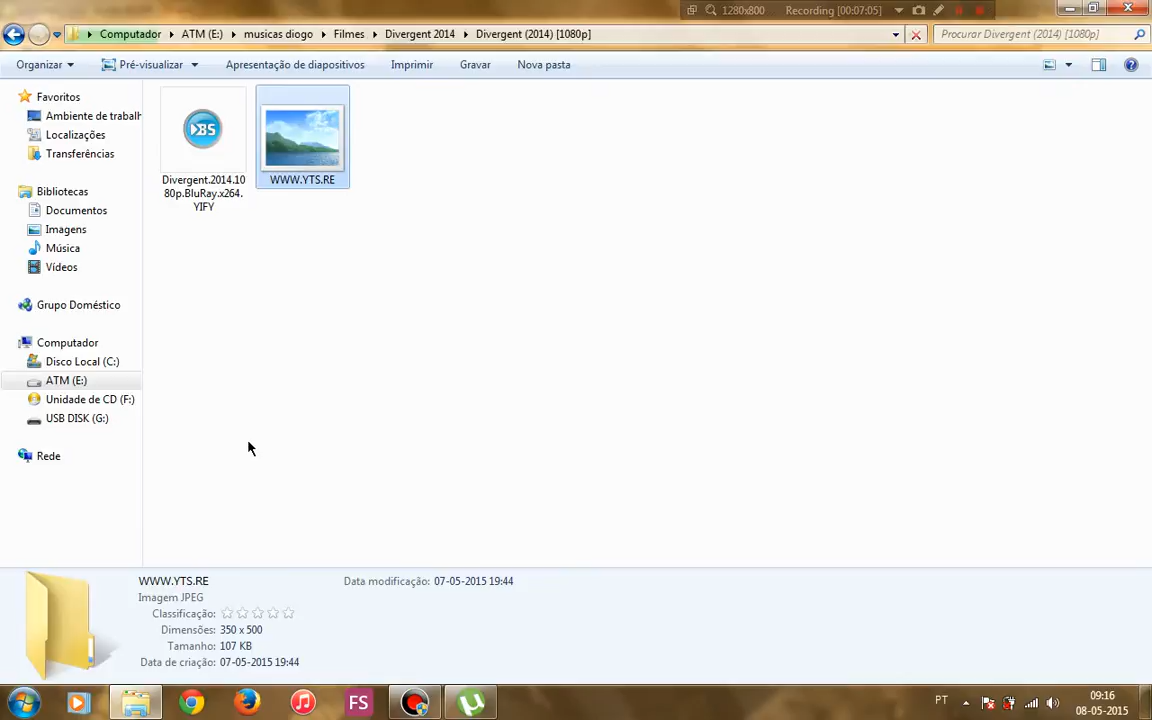 1280x800 Recording [00:07:05]
Computador ATM (E:) musicas diogo Filmes Divergent 2014 Divergent (2014) [1080p] Procurar Divergent (2014) [1080p]
Organizar Pré-visualizar Apresentação de diapositivos Imprimir Gravar Nova pasta
Favoritos
Ambiente de trabalh
Localizações
Transferências
Bibliotecas
Documentos
Imagens
Música
Vídeos
Grupo Doméstico
Computador
Disco Local (C:)
ATM (E:)
Unidade de CD (F:)
USB DISK (G:)
Rede
BS
Divergent.2014.10
80p.BluRay.x264.
YIFY
WWW.YTS.RE
WWW.YTS.RE Data modificação: 07-05-2015 19:44
Imagem JPEG
Classificação:
Dimensões: 350 x 500
Tamanho: 107 KB
Data de criação: 07-05-2015 19:44
FS
PT
09:16
08-05-2015